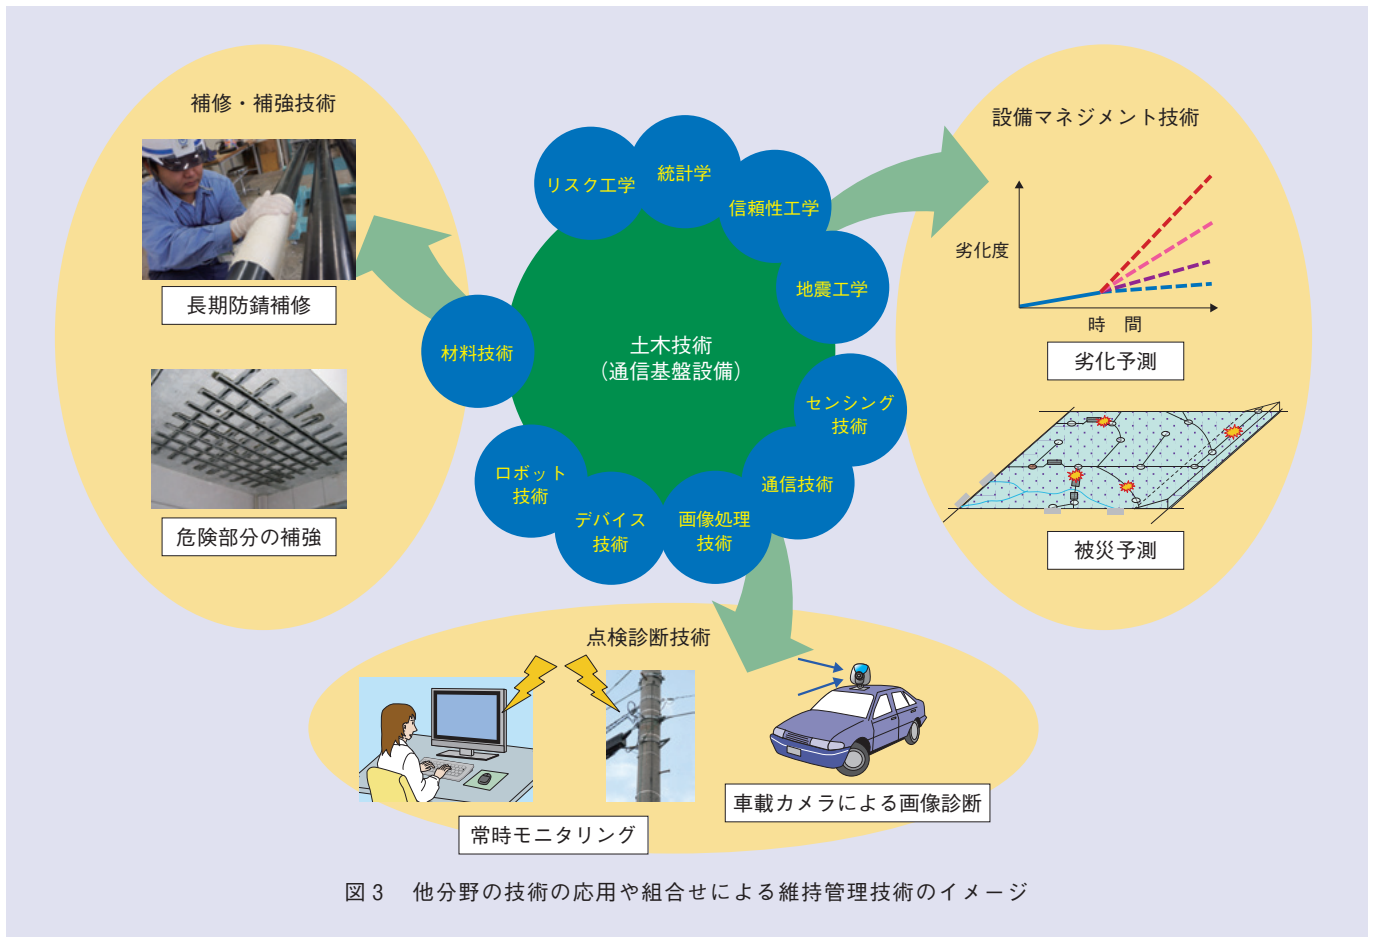 補修・補強技術
長期防錆補修
危険部分の補強
リスク工学
統計学
信頼性工学
地震工学
材料技術
土木技術
（通信基盤設備）
センシング
技術
ロボット
技術
デバイス
技術
画像処理
技術
通信技術
設備マネジメント技術
劣化度
時　間
劣化予測
被災予測
点検診断技術
常時モニタリング
車載カメラによる画像診断
図３　他分野の技術の応用や組合せによる維持管理技術のイメージ